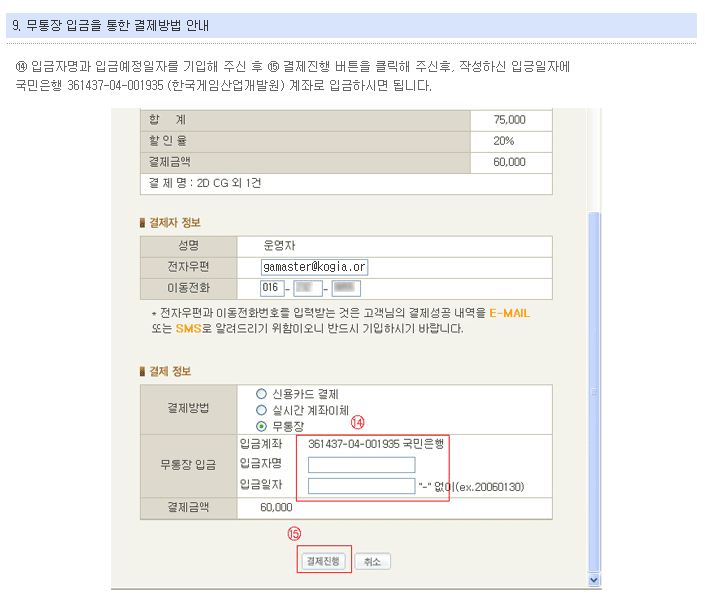 9. 무통장 입금을 통한 결제방법 안내
⑭ 입금자명과 입금예정일자를 기입해 주신 후 ⑮ 결제진행 버튼을 클릭해 주신후, 작성하신 입긍일자에
국민은행 361437-04-001935 (한국게임산업개발원) 계좌로 입금하시면 됩니다.
합 계 75,000
할 인 율 20%
결제금액 60,000
결 제 명 : 2D CG 외 1건
결제자 정보
성명 운영자
전자우편 gamaster@kogia.or
이동전화 016 - -
* 전자우편과 이동전화번호를 입력받는 것은 고객님의 결제성공 내역을 E-MAIL
또는 SMS로 알려드리기 위함이오니 반드시 기입하시기 바랍니다.
결제 정보
결제방법
신용카드 결제
실시간 계좌이체
무통장
⑭
무통장 입금
입금계좌 361437-04-001935 국민은행
입금자명
입금일자 "-" 없이(ex.20060130)
결제금액 60,000
⑮
결제진행 취소